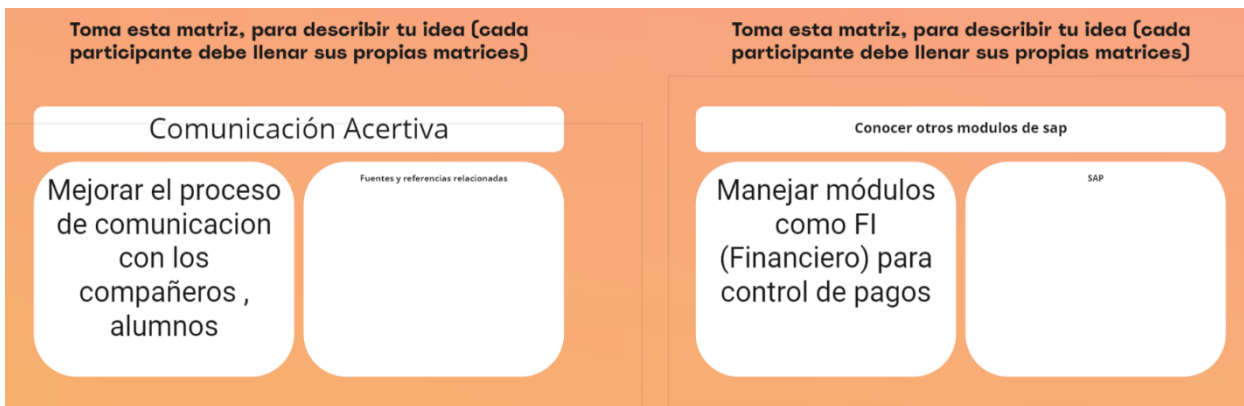 Toma esta matriz, para describir tu idea (cada
participante debe llenar sus propias matrices)
Comunicación Acertiva
Mejorar el proceso
de comunicacion
con los
compañeros ,
alumnos
Fuentes y referencias relacionadas
Toma esta matriz, para describir tu idea (cada
participante debe llenar sus propias matrices)
Conocer otros modulos de sap
Manejar módulos
como FI
(Financiero) para
control de pagos
SAP